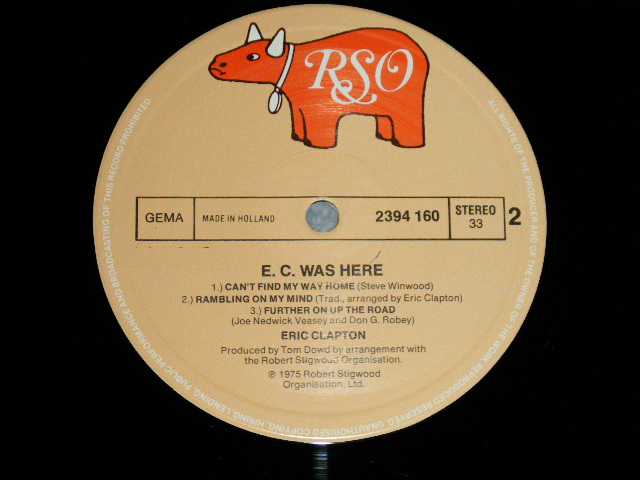 RSO
GEMA
MADE IN HOLLAND
2394 160
STEREO
33
2
E. C. WAS HERE
1.) CAN'T FIND MY WAY HOME (Steve Winwood)
2.) RAMBLING ON MY MIND (Trad., arranged by Eric Clapton)
3.) FURTHER ON UP THE ROAD
(Joe Nedwick Veasey and Don G. Robey)
ERIC CLAPTON
Produced by Tom Dowd by arrangement with
the Robert Stigwood Organisation.
℗ 1975 Robert Stigwood
Organisation, Ltd.
ALL RIGHTS OF THE PRODUCER AND OF THE OWNER OF THE WORK REPRODUCED RESERVED. UNAUTHORISED COPYING, HIRING, LENDING, PUBLIC PERFORMANCE AND BROADCASTING OF THIS RECORD PROHIBITED